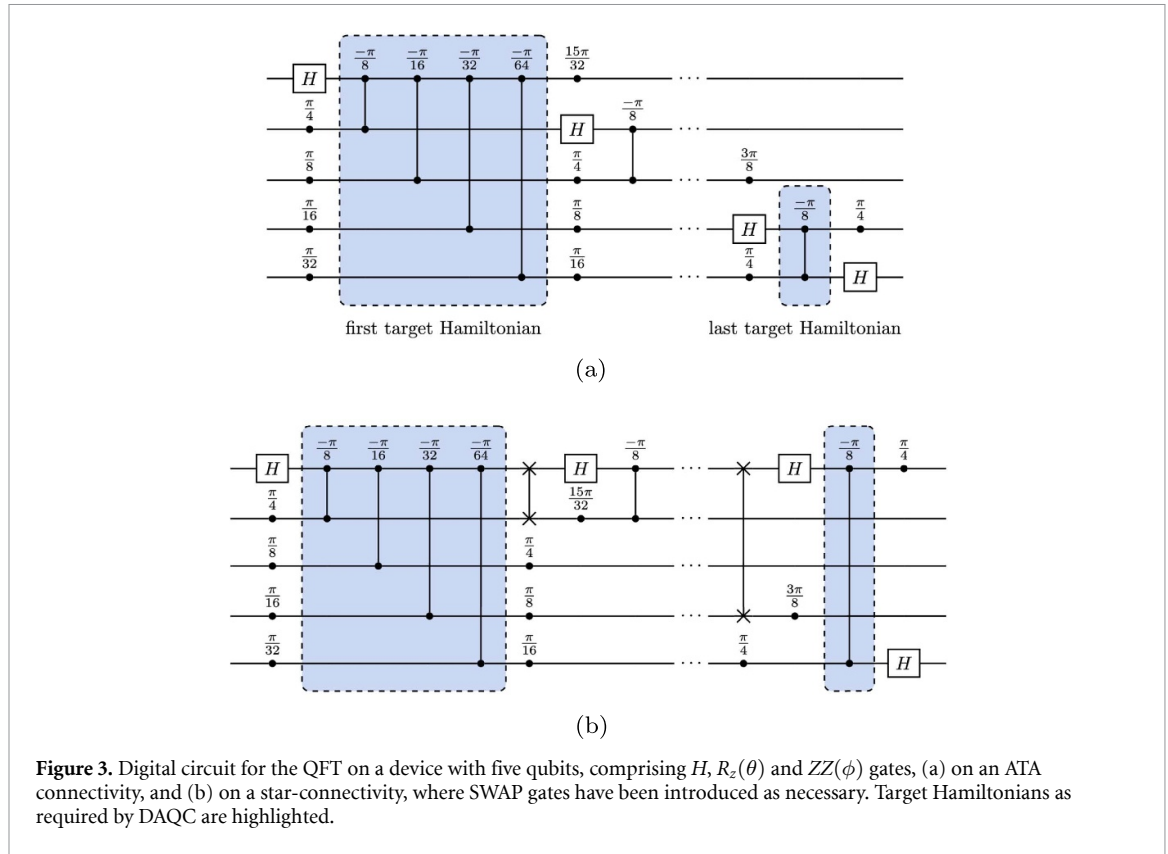 −π/8 −π/16 −π/32 −π/64 15π/32
H
π/4 H −π/8
π/8 π/4 3π/8
π/16 π/8 H −π/8 π/4
π/32 π/16 π/4 H
··· ··· ··· ··· ···
first target Hamiltonian last target Hamiltonian
(a)
−π/8 −π/16 −π/32 −π/64 −π/8 −π/8 π/4
H H H
π/4 15π/32
π/8 π/4
π/16 π/8 3π/8
π/32 π/16 π/4 H
··· ··· ··· ··· ···
(b)
Figure 3. Digital circuit for the QFT on a device with five qubits, comprising H, R_z(θ) and ZZ(ϕ) gates, (a) on an ATA
connectivity, and (b) on a star-connectivity, where SWAP gates have been introduced as necessary. Target Hamiltonians as
required by DAQC are highlighted.